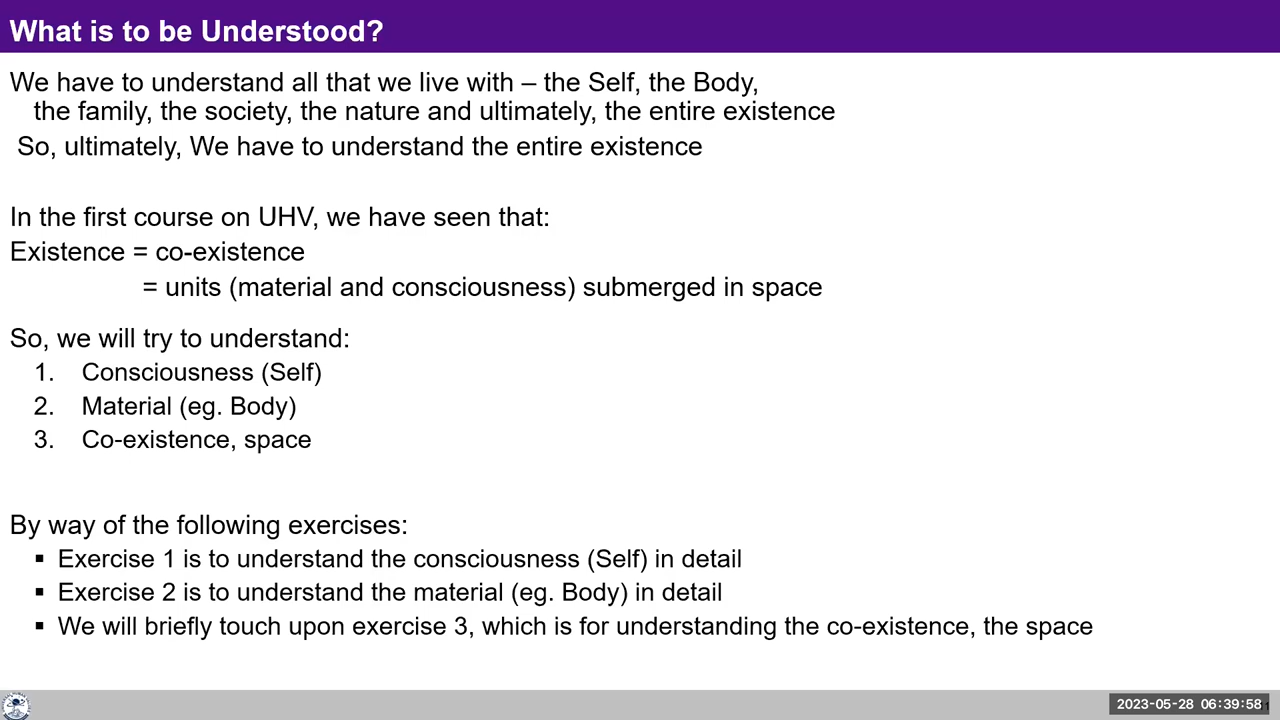 What is to be Understood?
We have to understand all that we live with – the Self, the Body,
the family, the society, the nature and ultimately, the entire existence
So, ultimately, We have to understand the entire existence
In the first course on UHV, we have seen that:
Existence = co-existence
= units (material and consciousness) submerged in space
So, we will try to understand:
1. Consciousness (Self)
2. Material (eg. Body)
3. Co-existence, space
By way of the following exercises:
▪ Exercise 1 is to understand the consciousness (Self) in detail
▪ Exercise 2 is to understand the material (eg. Body) in detail
▪ We will briefly touch upon exercise 3, which is for understanding the co-existence, the space
2023-05-28 06:39:58